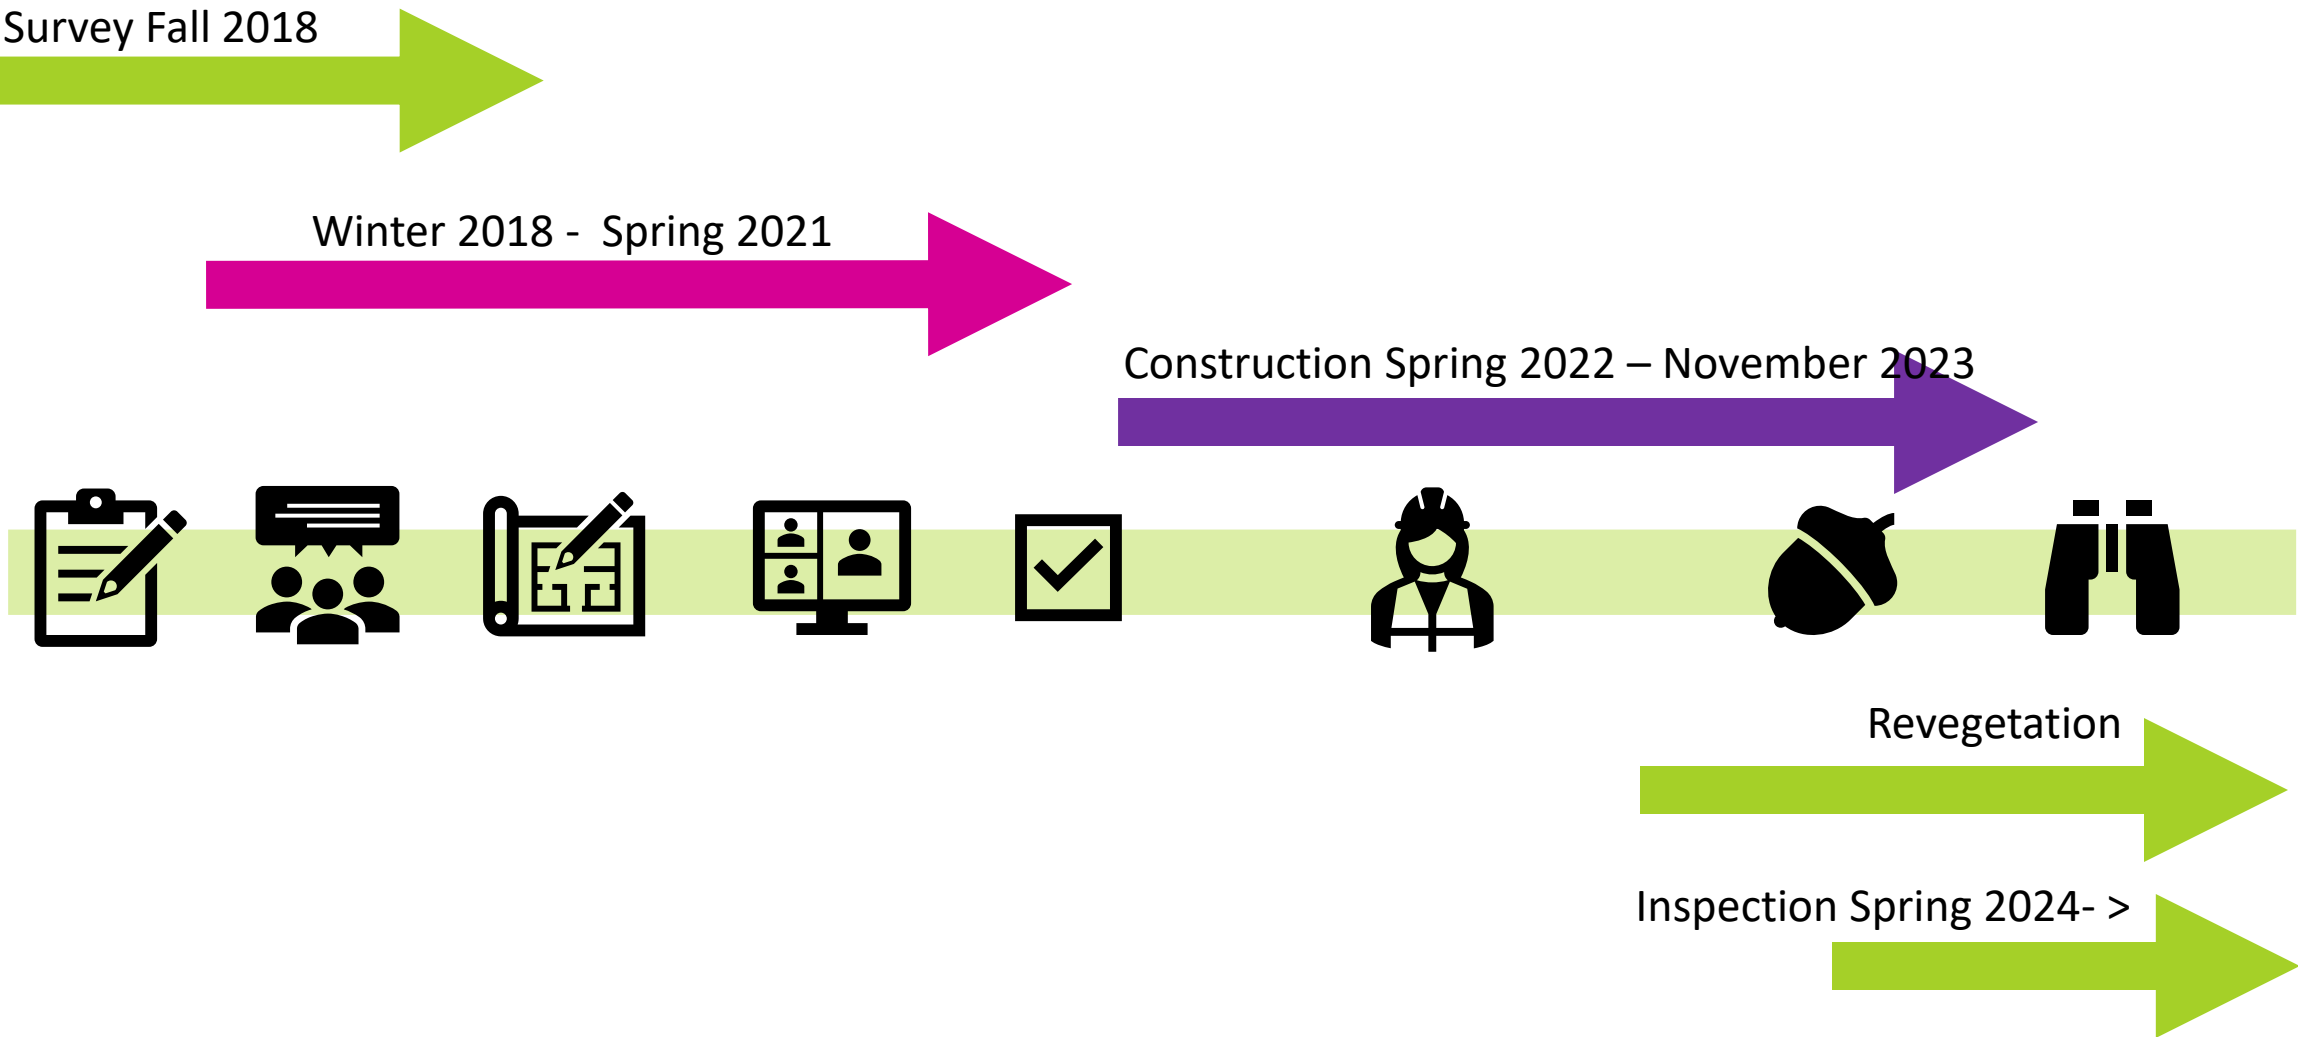 Survey Fall 2018
Winter 2018 -  Spring 2021
Construction Spring 2022 – November 2023
Revegetation
Inspection Spring 2024- >